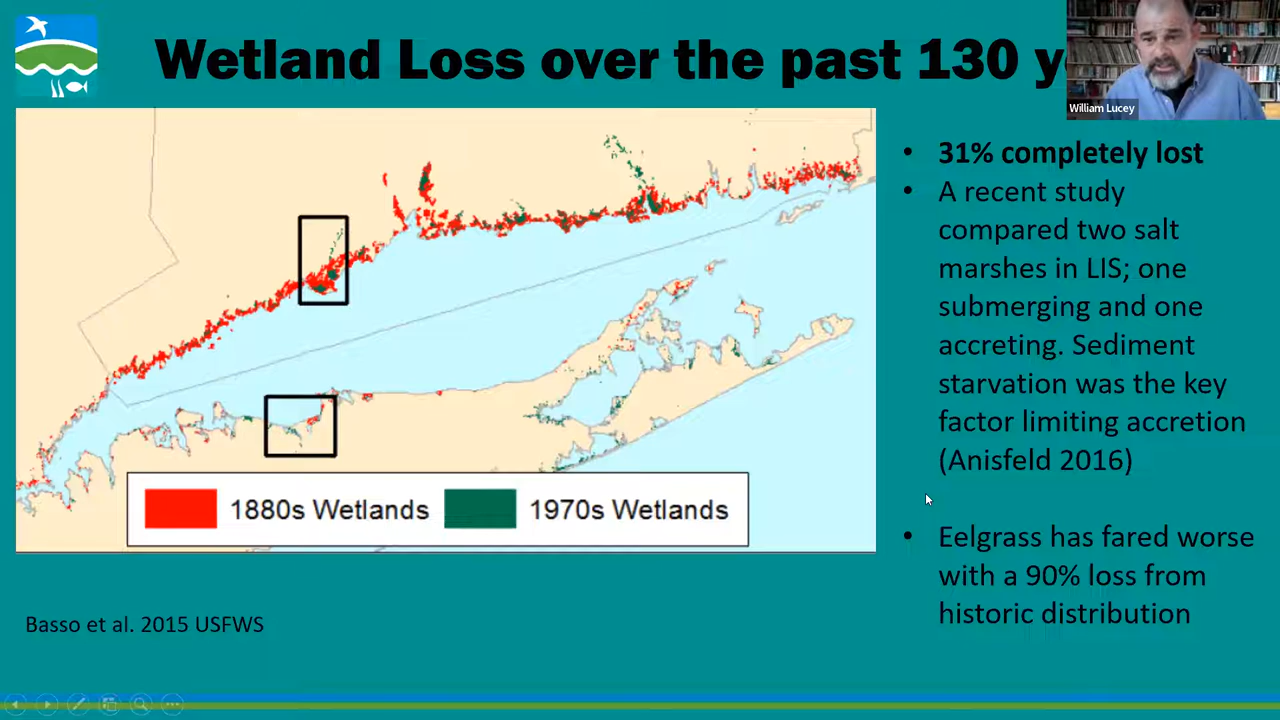 Wetland Loss over the past 130 y
William Lucey
• 31% completely lost
• A recent study
compared two salt
marshes in LIS; one
submerging and one
accreting. Sediment
starvation was the key
factor limiting accretion
(Anisfeld 2016)
• Eelgrass has fared worse
with a 90% loss from
historic distribution
1880s Wetlands
1970s Wetlands
Basso et al. 2015 USFWS